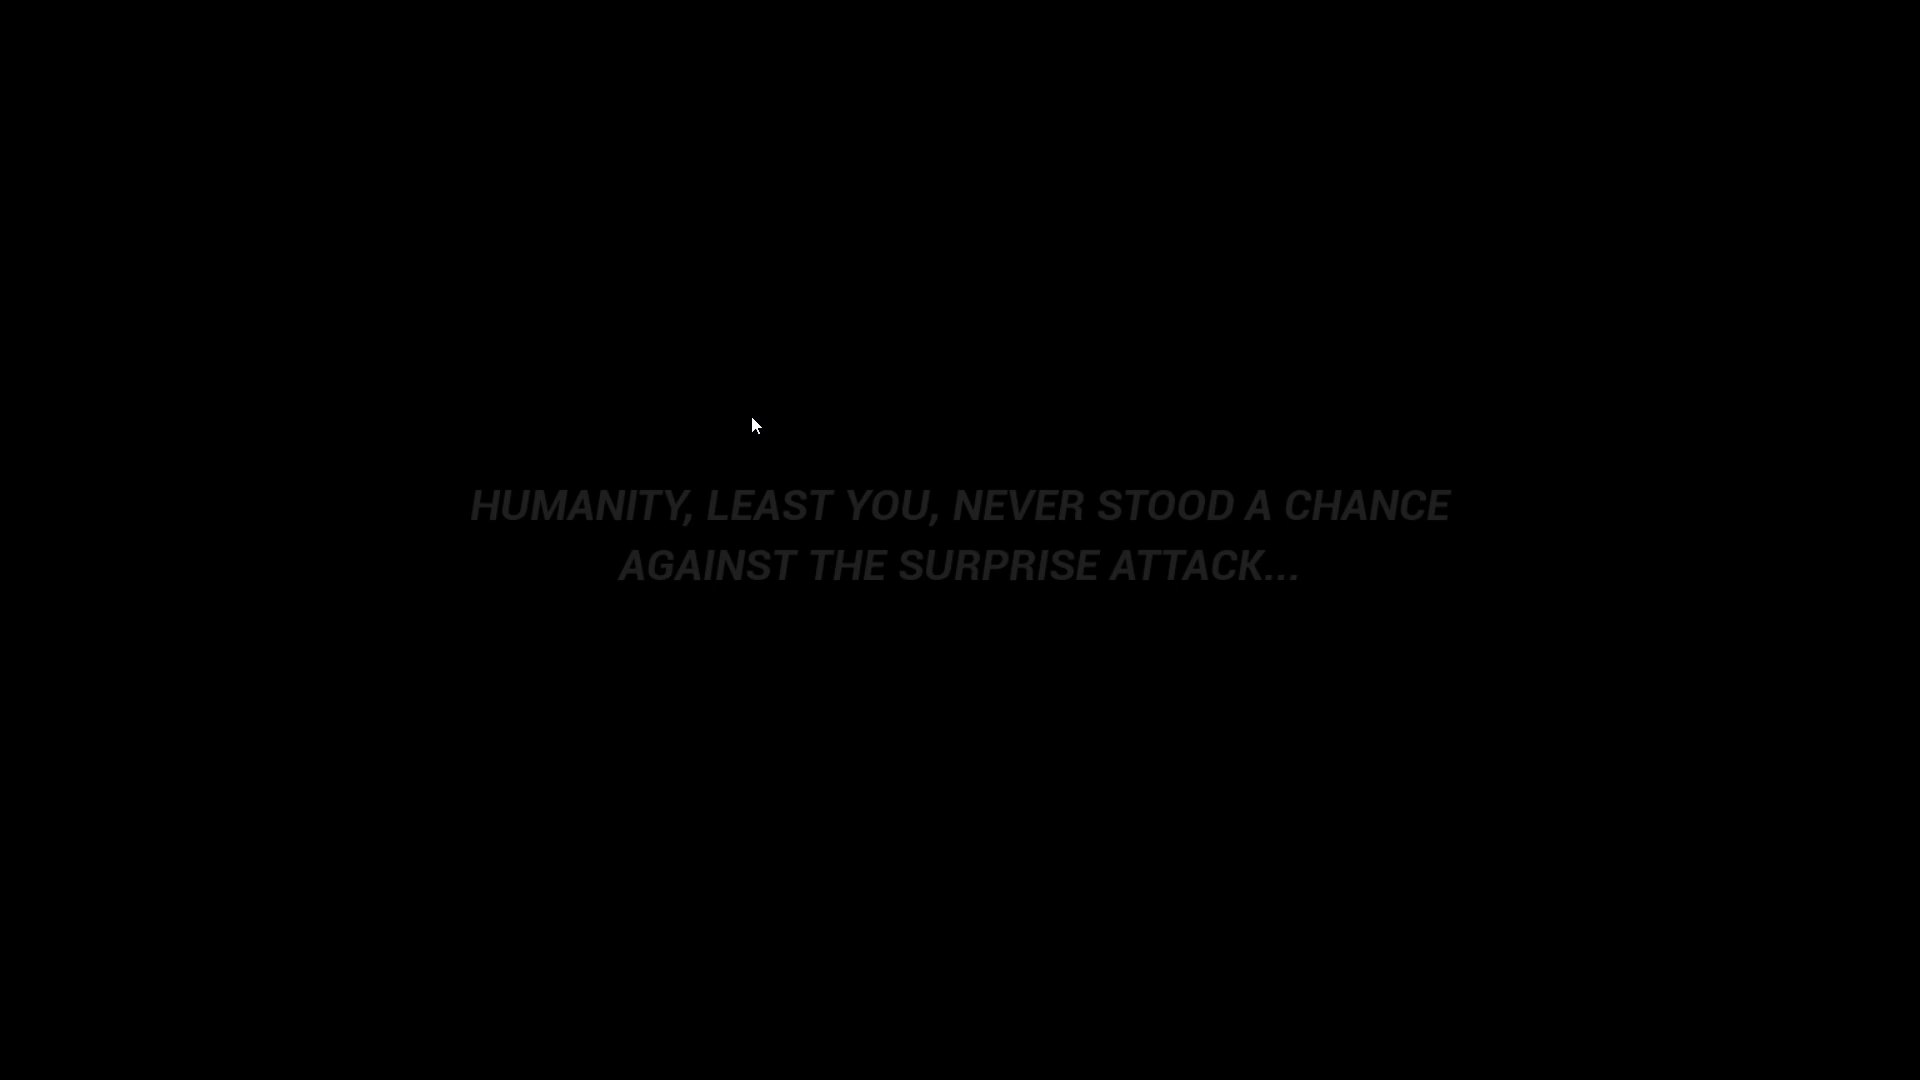 HUMANITY, LEAST YOU, NEVER STOOD A CHANCE
AGAINST THE SURPRISE ATTACK...